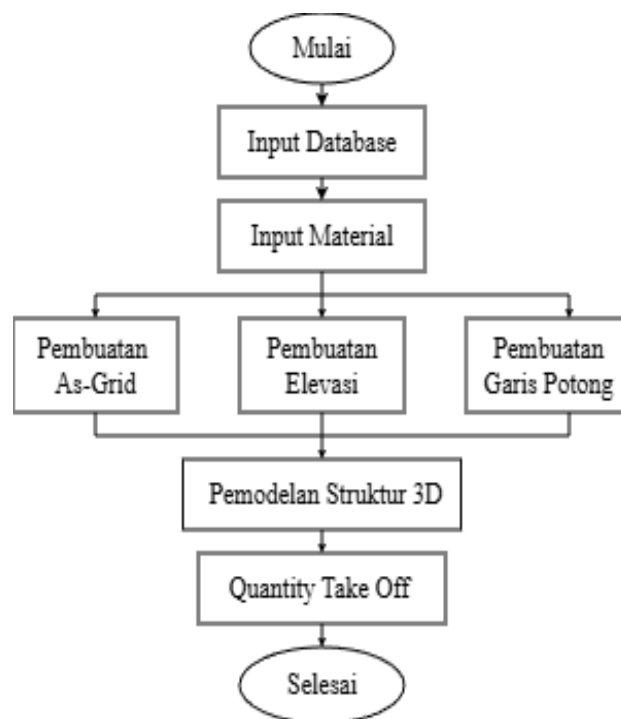 Mulai
Input Database
Input Material
Pembuatan
As-Grid
Pembuatan
Elevasi
Pembuatan
Garis Potong
Pemodelan Struktur 3D
Quantity Take Off
Selesai